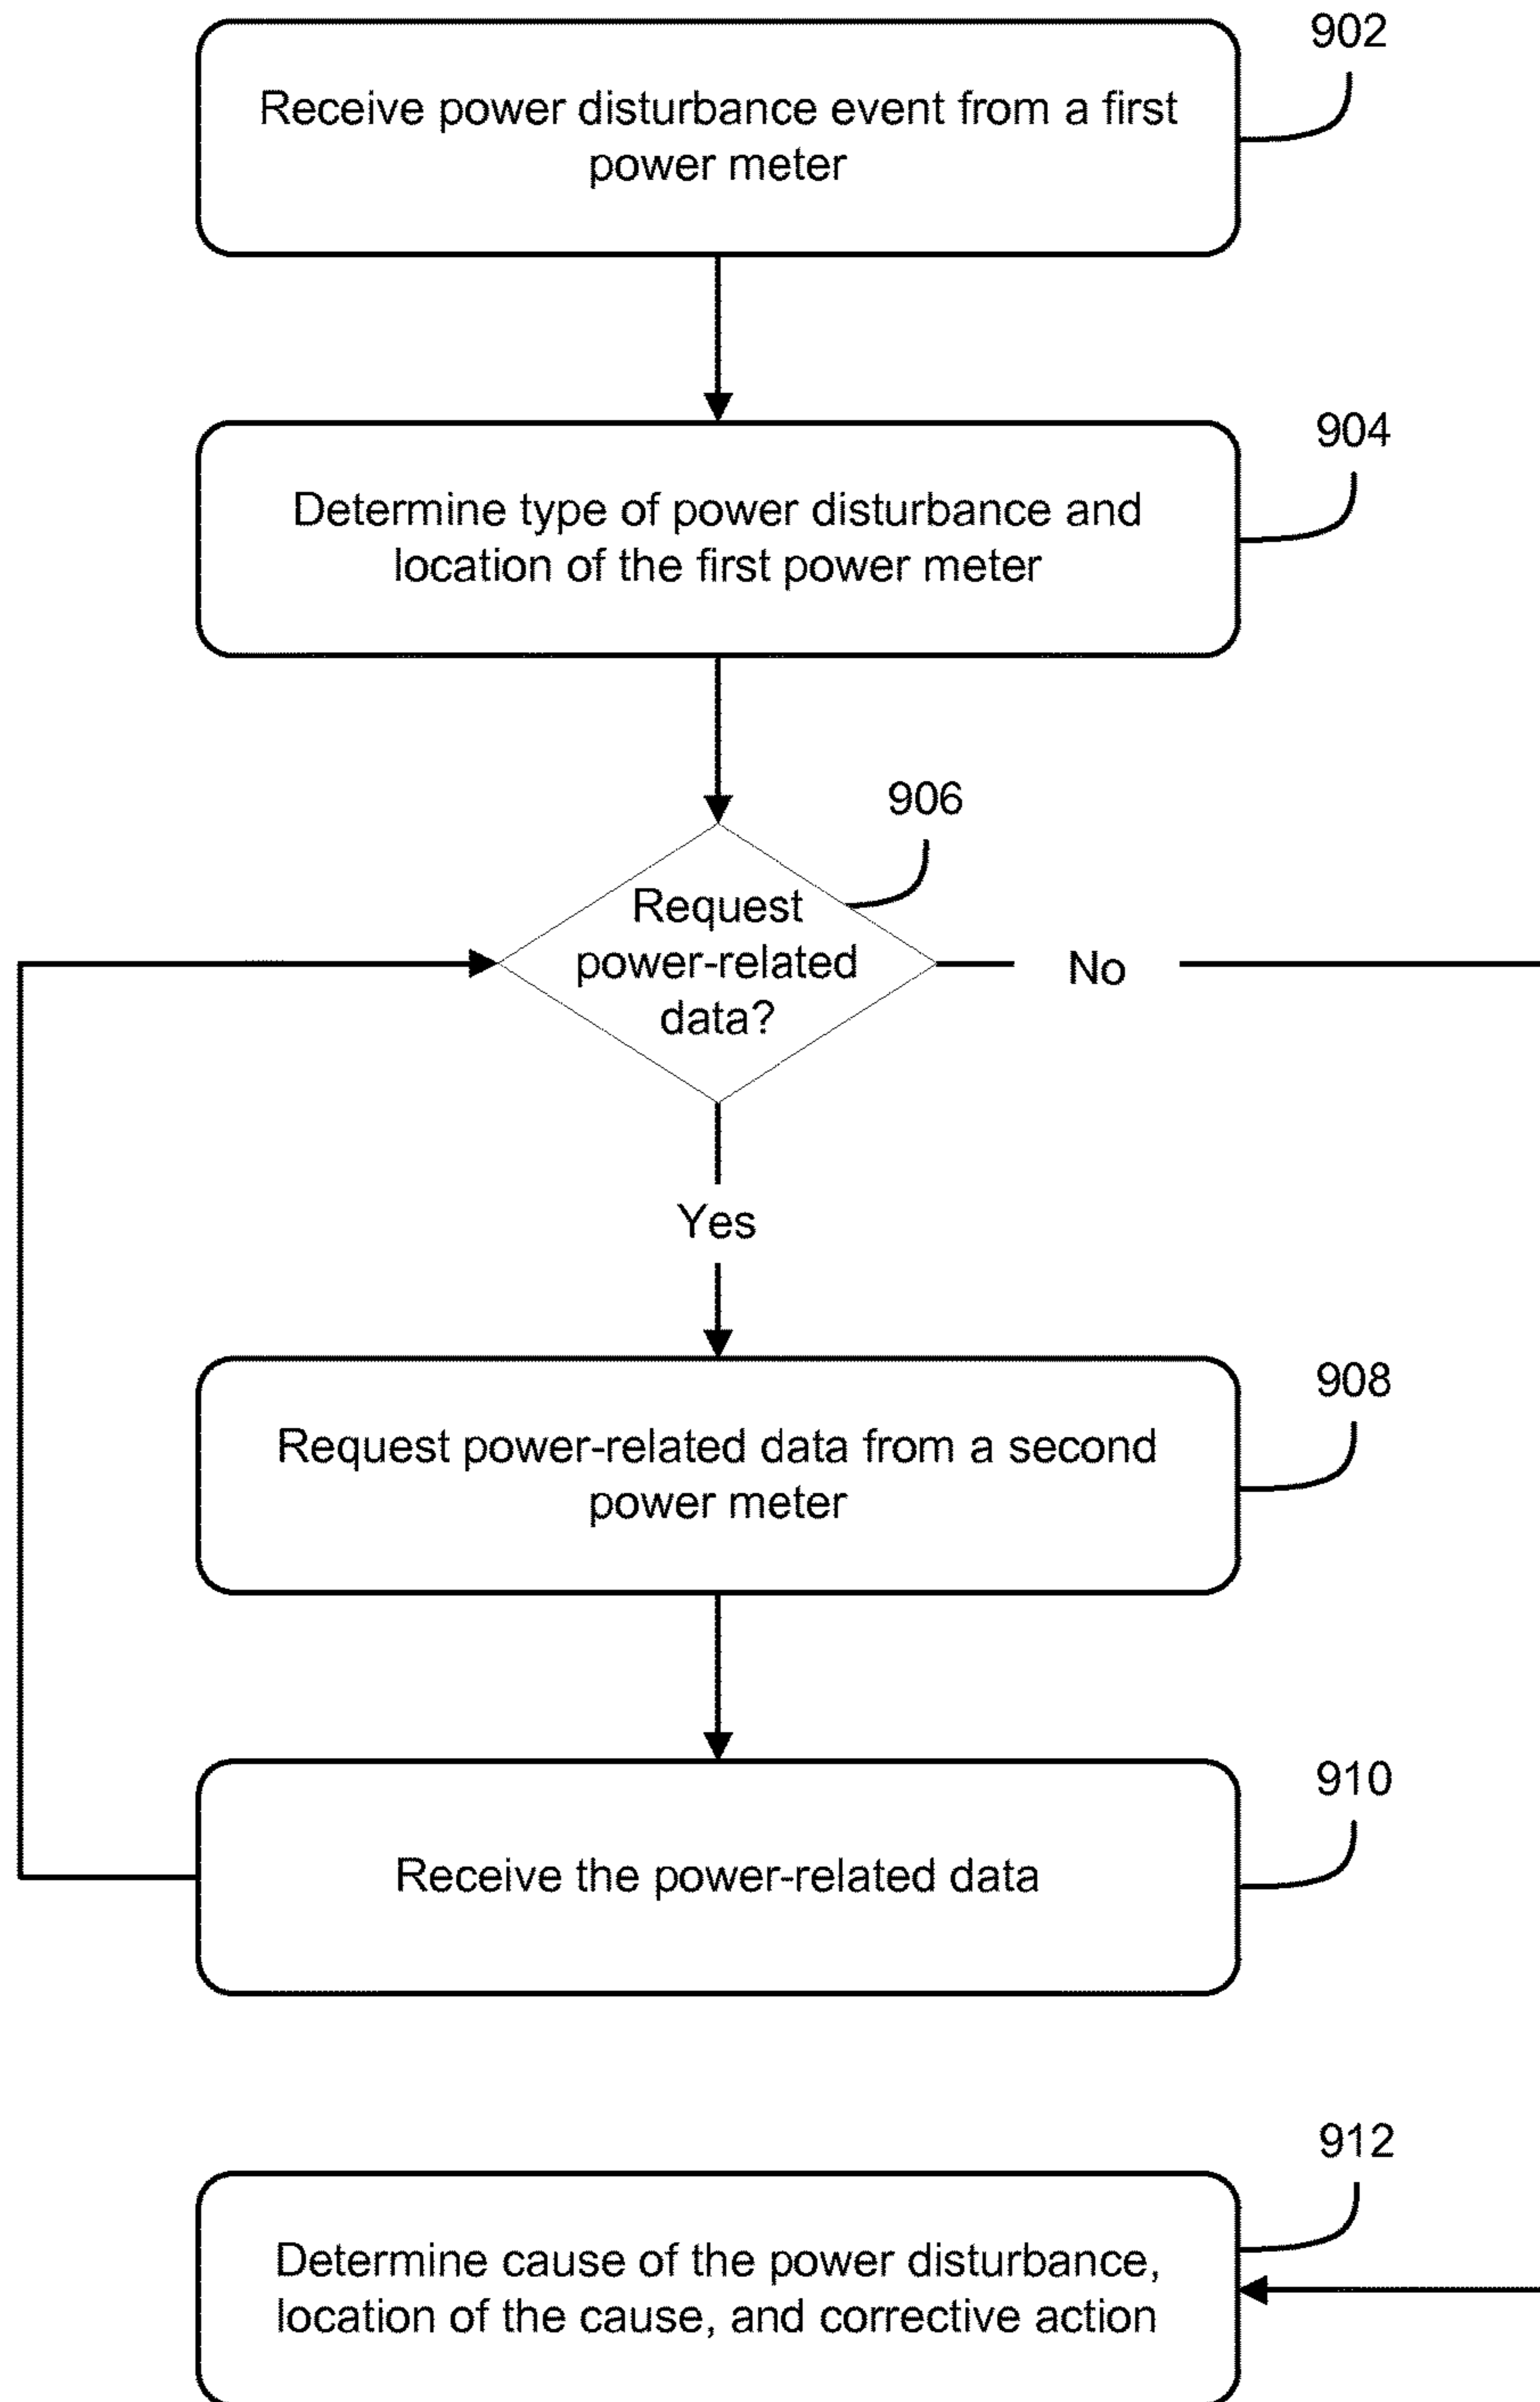 902
Receive power disturbance event from a first
power meter
904
Determine type of power disturbance and
location of the first power meter
906
Request
power-related
data?
No
Yes
908
Request power-related data from a second
power meter
910
Receive the power-related data
912
Determine cause of the power disturbance,
location of the cause, and corrective action